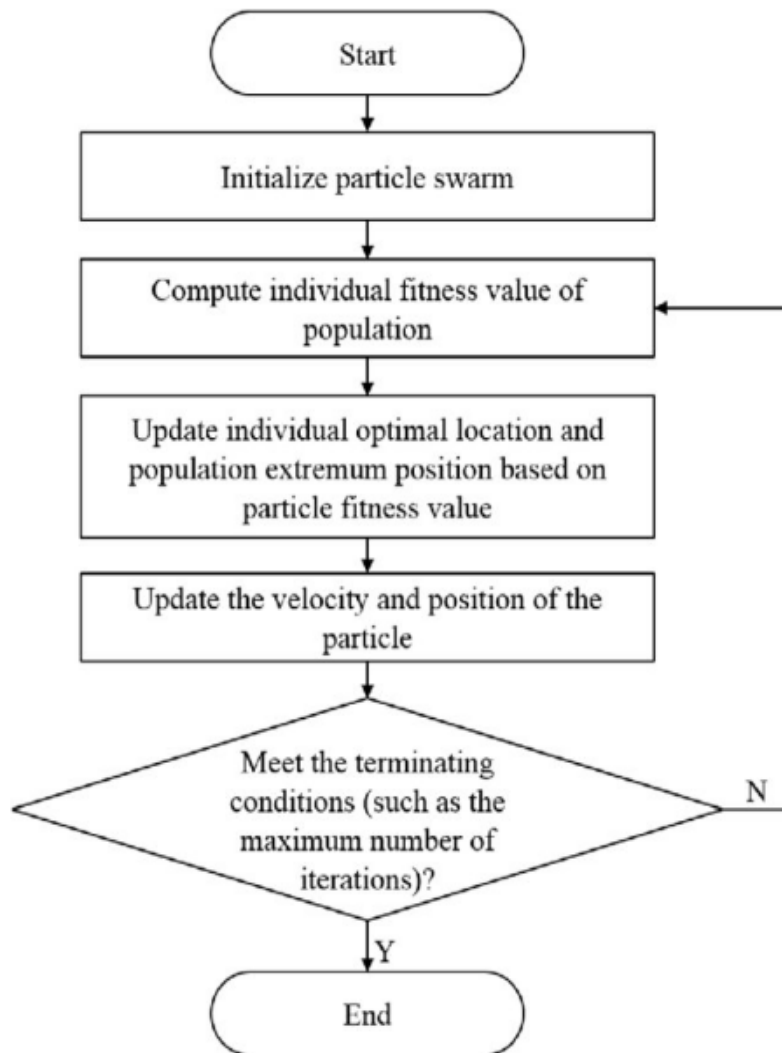 Start
Initialize particle swarm
Compute individual fitness value of
population
Update individual optimal location and
population extremum position based on
particle fitness value
Update the velocity and position of the
particle
Meet the terminating
conditions (such as the
maximum number of
iterations)?
N
Y
End